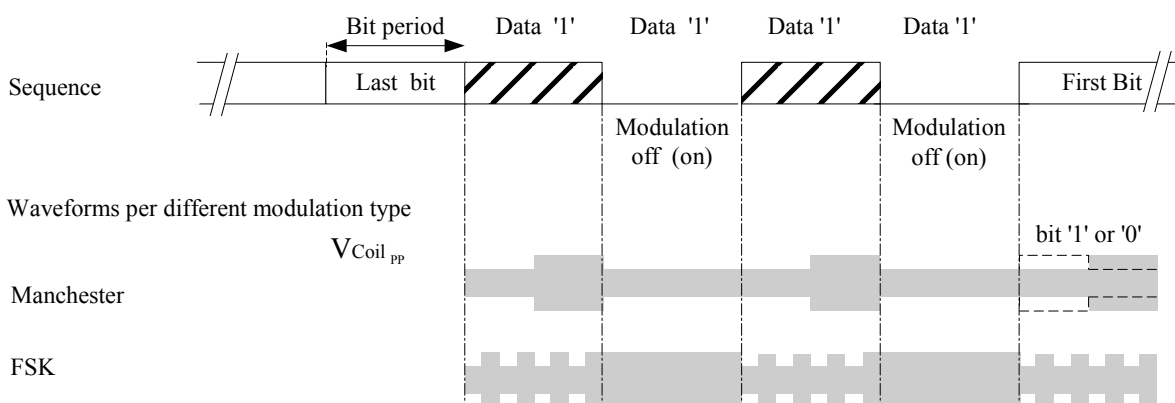 Bit period Data '1' Data '1' Data '1' Data '1'
Sequence Last bit First Bit
Modulation off (on) Modulation off (on)
Waveforms per different modulation type
VCoil PP
bit '1' or '0'
Manchester
FSK